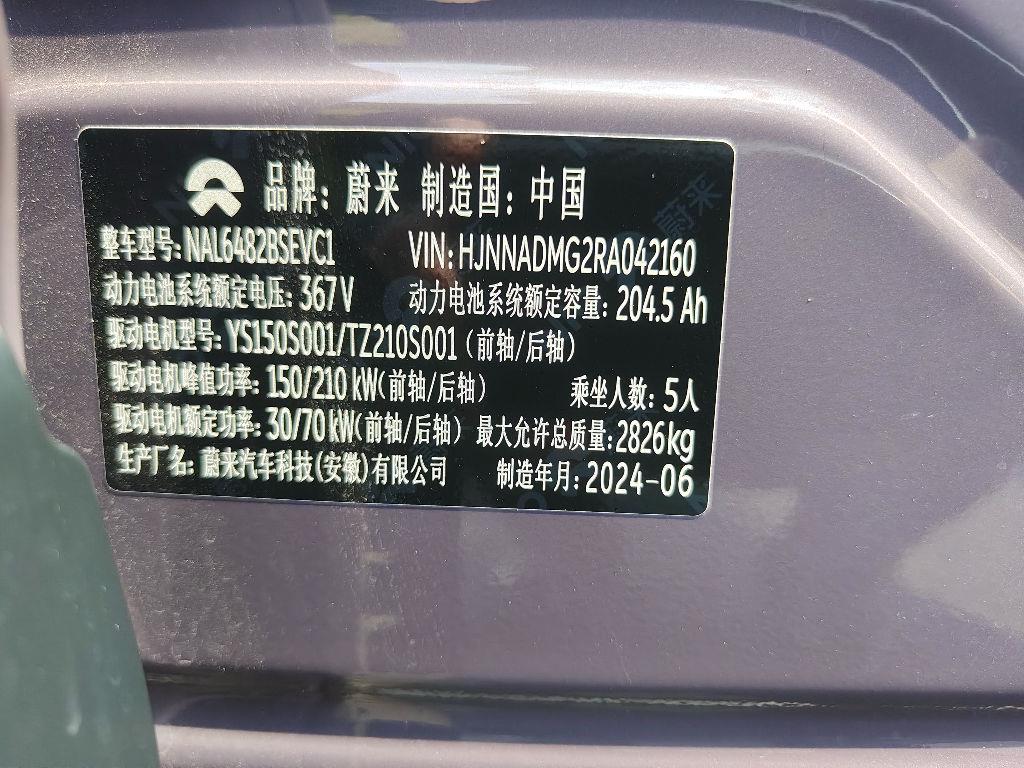 品牌: 蔚来 制造国: 中国
整车型号: NAL6482BSEVC1 VIN: HJNNADMG2RA042160
动力电池系统额定电压: 367V 动力电池系统额定容量: 204.5 Ah
驱动电机型号: YS150S001/TZ210S001 (前轴/后轴)
驱动电机峰值功率: 150/210 kW(前轴/后轴) 乘坐人数: 5人
驱动电机额定功率: 30/70 kW(前轴/后轴) 最大允许总质量: 2826kg
生产厂名: 蔚来汽车科技(安徽)有限公司 制造年月: 2024-06